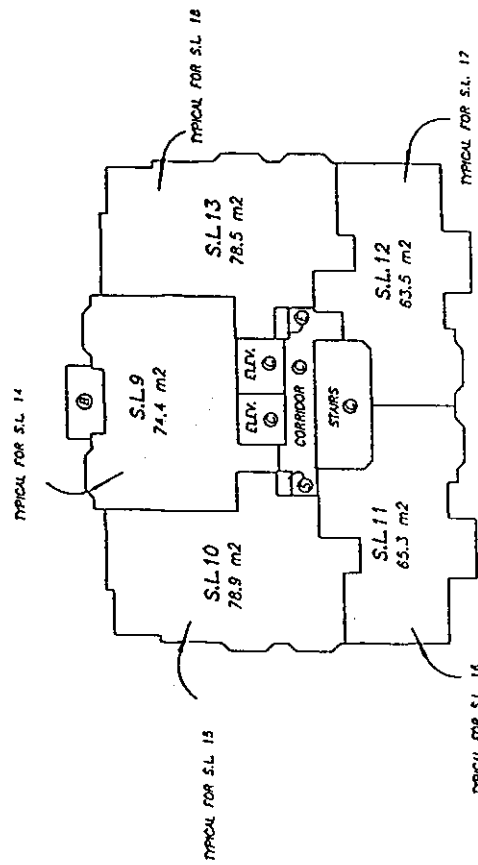 TYPICAL FOR S.L. 14
TYPICAL FOR S.L 15
TYPICAL FOR S.L 18
B
S.L.9
74.4 m2
S.L.10
78.9 m2
S.L.13
78.5 m2
ELEV. C
ELEV. C
S
CORRIDOR C
E
STAIRS C
S.L.11
65.3 m2
S.L.12
63.5 m2
TYPICAL FOR S.L. 16
TYPICAL FOR S.L. 17